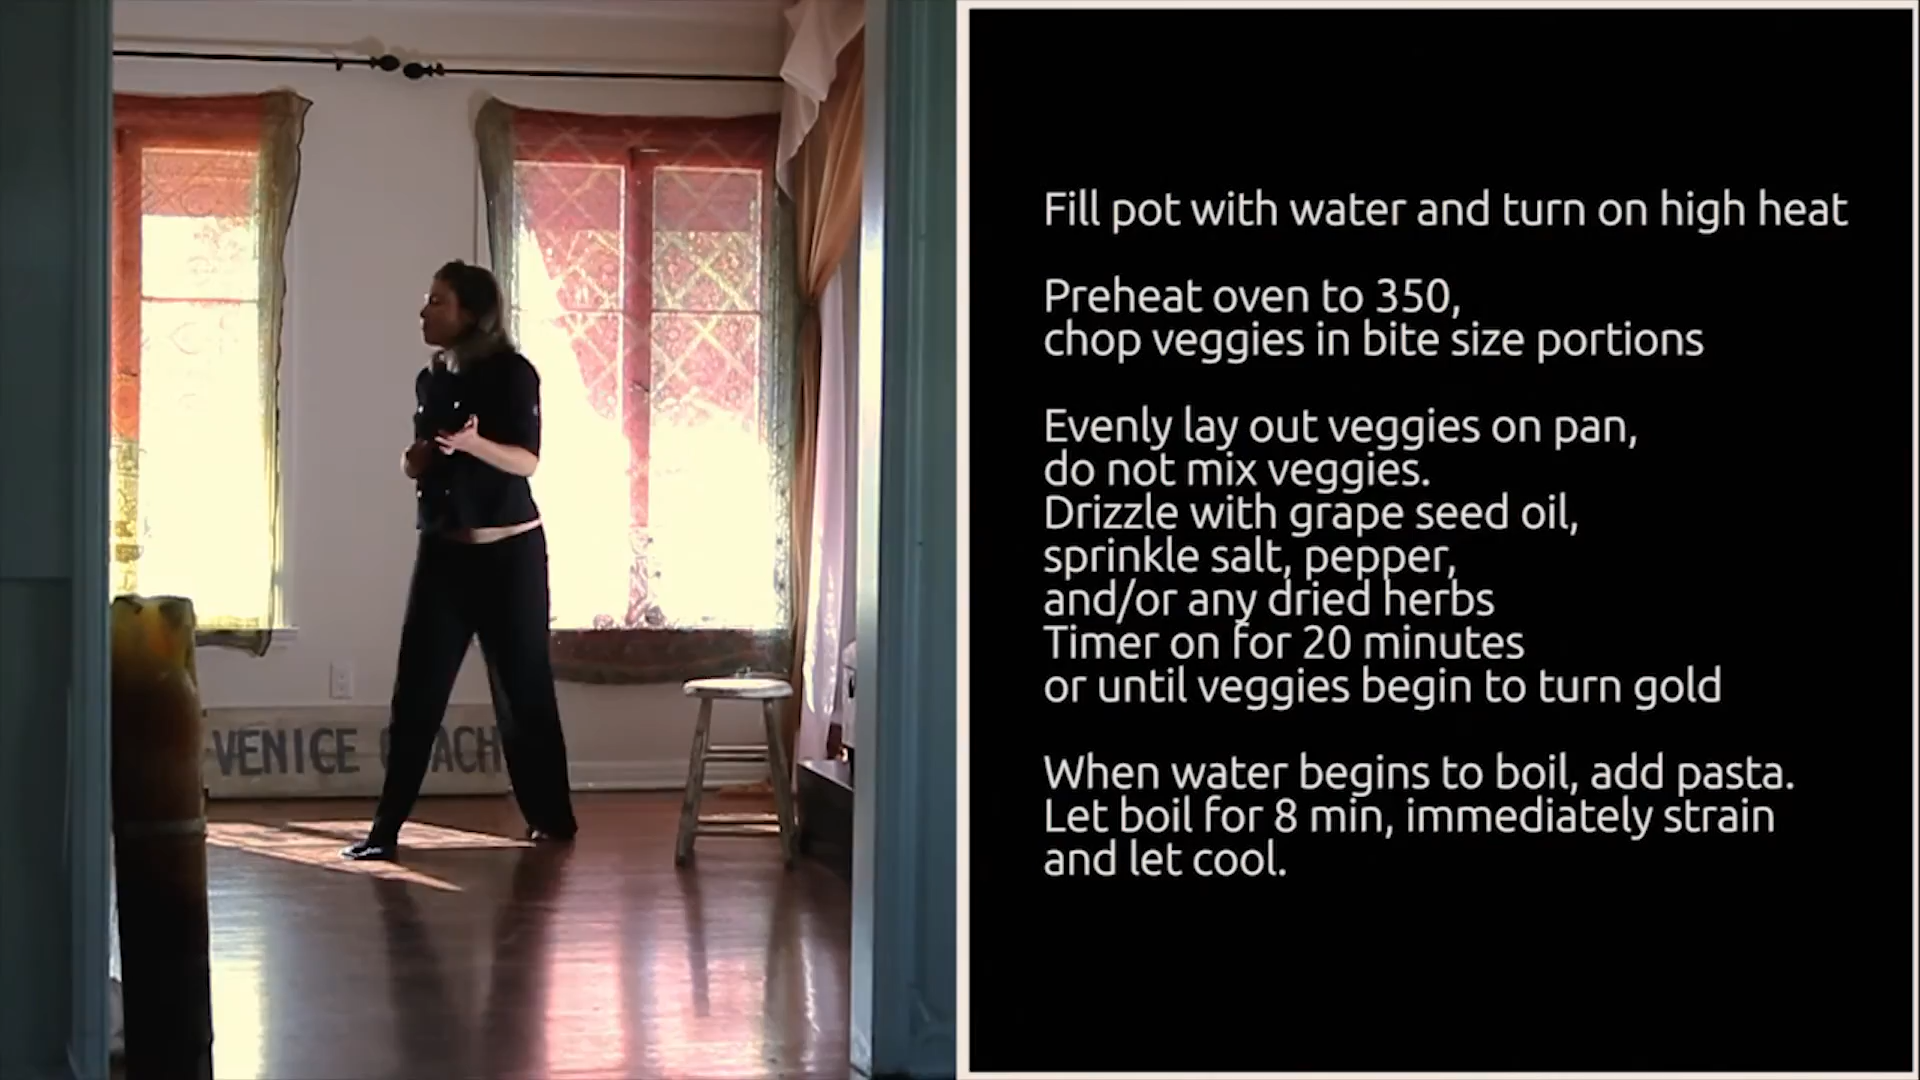 Fill pot with water and turn on high heat
Preheat oven to 350,
chop veggies in bite size portions
Evenly lay out veggies on pan,
do not mix veggies.
Drizzle with grape seed oil,
sprinkle salt, pepper,
and/or any dried herbs
Timer on for 20 minutes
or until veggies begin to turn gold
When water begins to boil, add pasta.
Let boil for 8 min, immediately strain
and let cool.
VENICE ACH